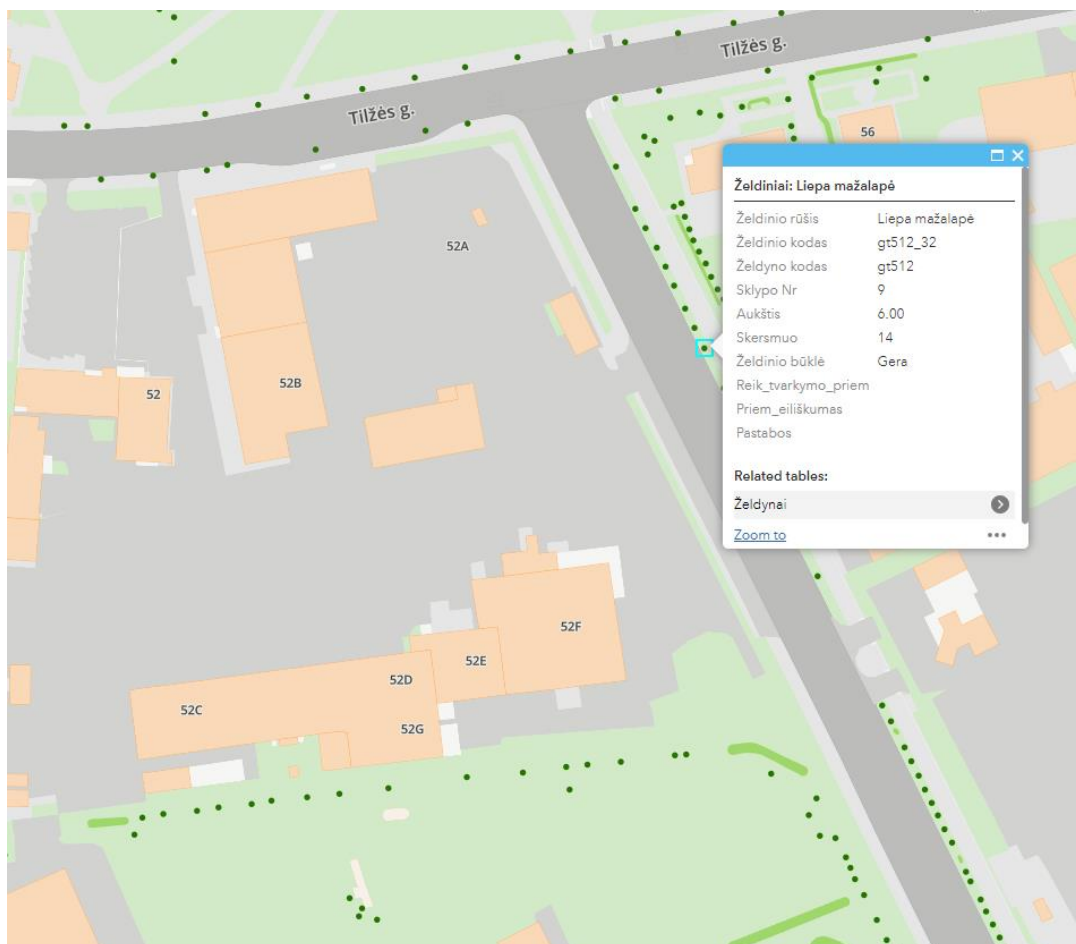 Tilžės g.
Tilžės g.
56
52A
52B
52
52F
52E
52D
52C
52G
Želdiniai: Liepa mažalapė
Želdinio rūšis Liepa mažalapė
Želdinio kodas gt512_32
Želdyno kodas gt512
Sklypo Nr 9
Aukštis 6.00
Skersmuo 14
Želdinio būklė Gera
Reik_tvarkymo_priem
Priem_eiliškumas
Pastabos
Related tables:
Želdynai
Zoom to